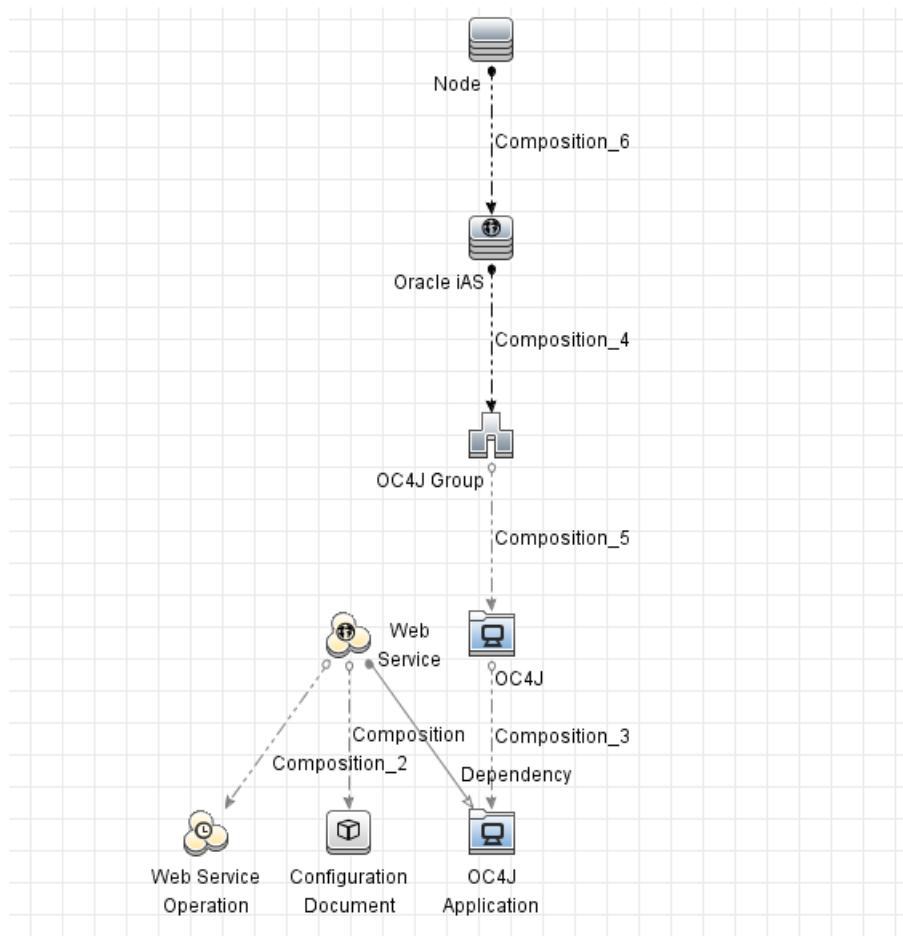 Node
Composition_6
Oracle iAS
Composition_4
OC4J Group
Composition_5
Web
Service
OC4J
Composition
Composition_3
Composition_2
Dependency
Web Service
Operation
Configuration
Document
OC4J
Application